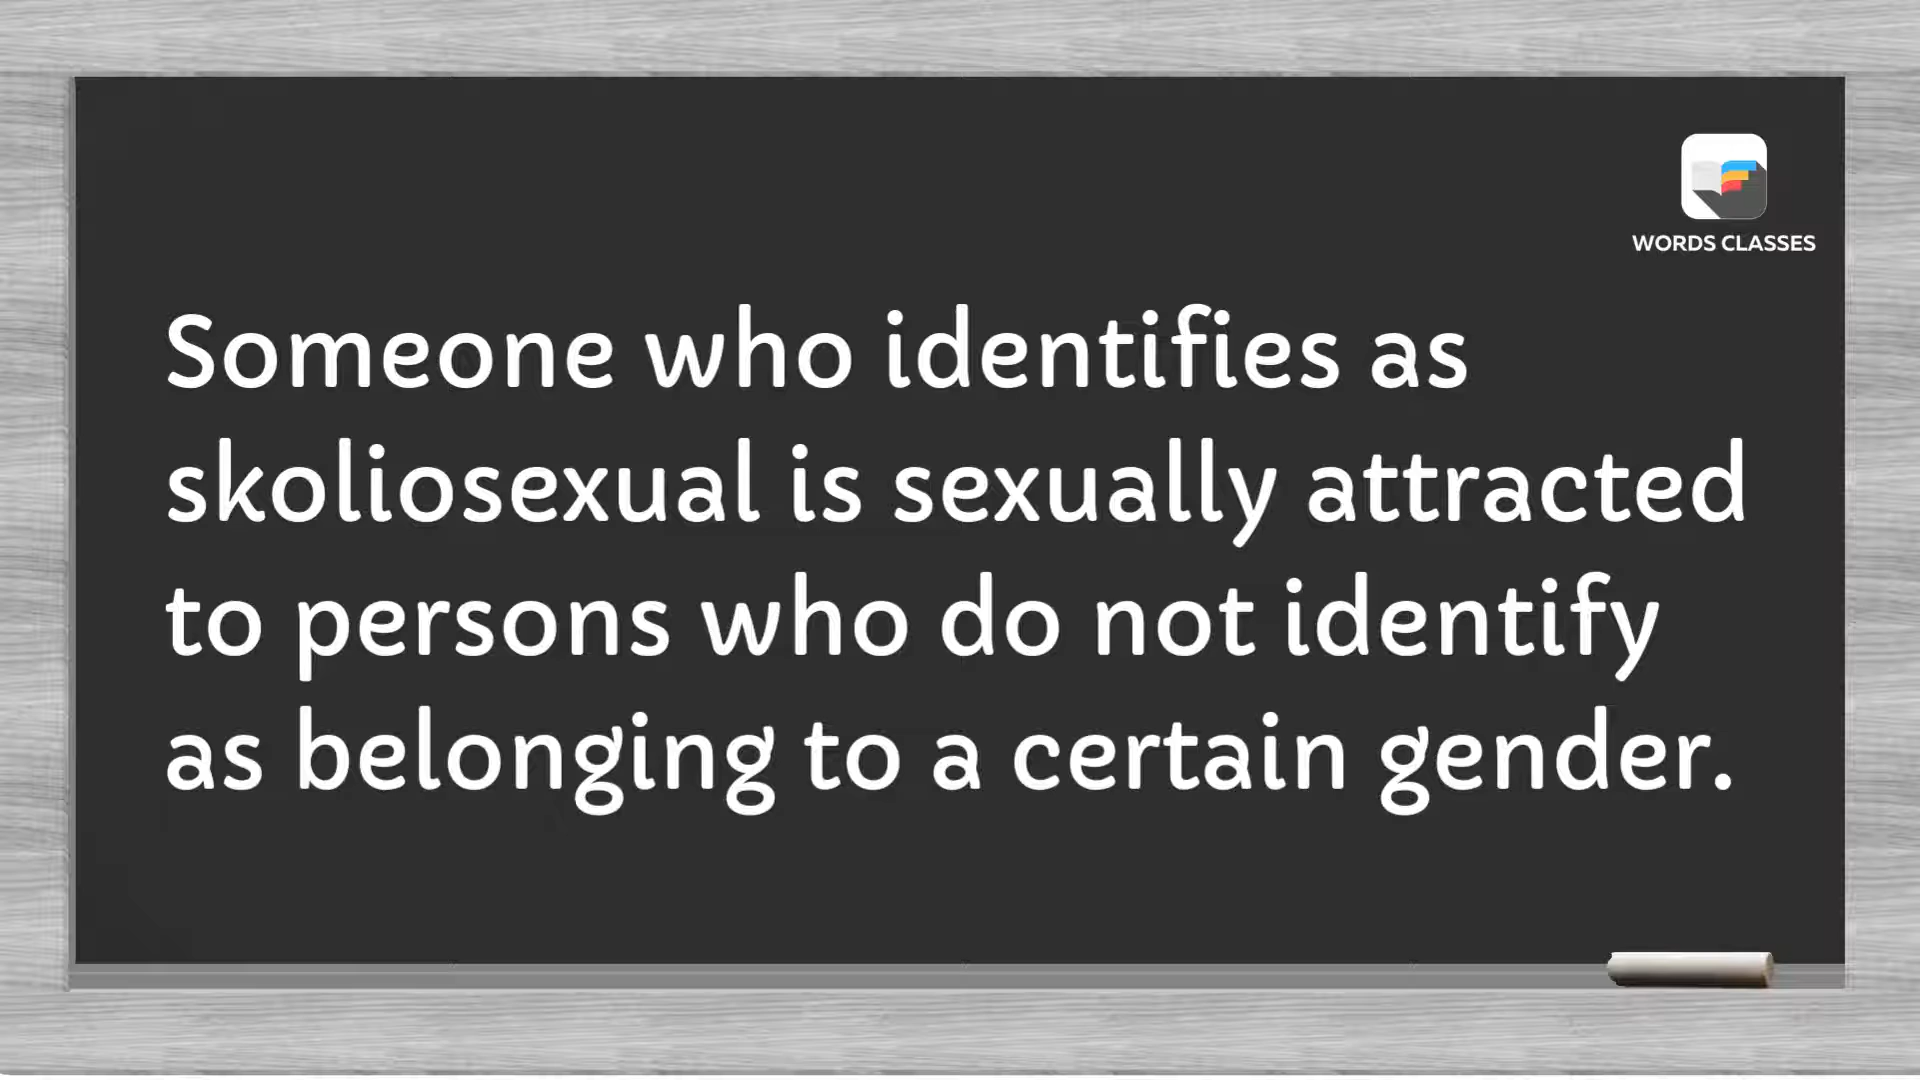 WORDS CLASSES
Someone who identifies as
skoliosexual is sexually attracted
to persons who do not identify
as belonging to a certain gender.